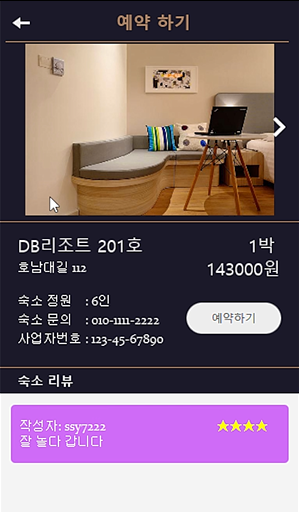 예약 하기
DB리조트 201호
1박
호남대길 112
143000원
숙소 정원 : 6인
숙소 문의 : 010-1111-2222
예약하기
사업자번호 : 123-45-67890
숙소 리뷰
작성자: ssy7222
★★★★
잘 놀다 갑니다